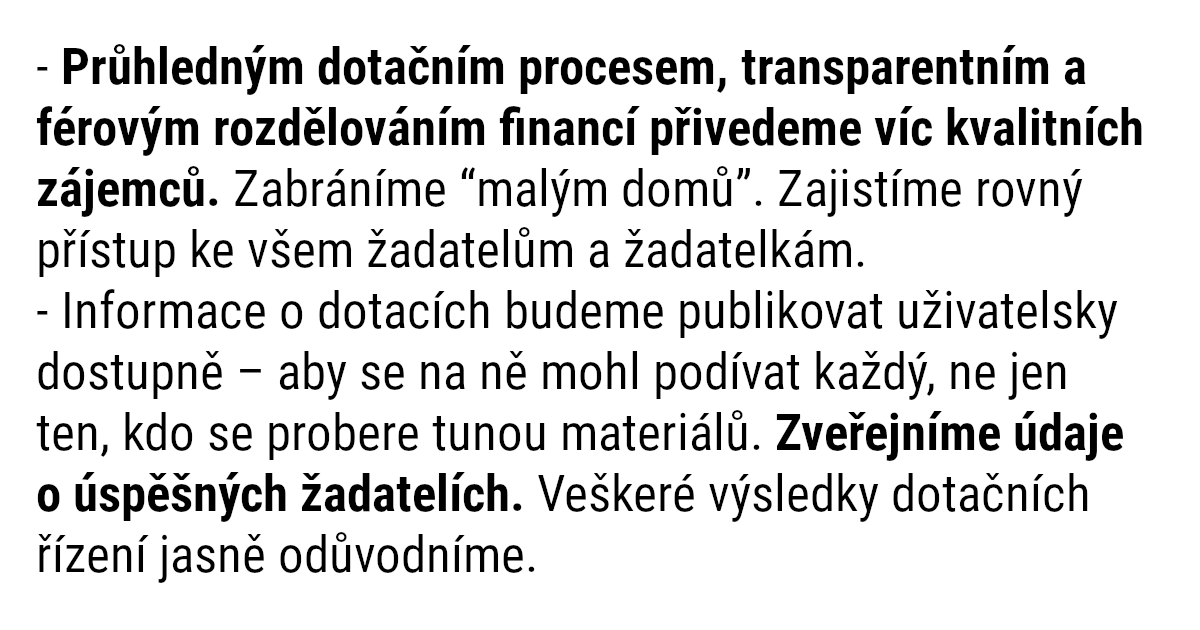 - Průhledným dotačním procesem, transparentním a
férovým rozdělováním financí přivedeme víc kvalitních
zájemců. Zabráníme “malým domů”. Zajistíme rovný
přístup ke všem žadatelům a žadatelkám.
- Informace o dotacích budeme publikovat uživatelsky
dostupně – aby se na ně mohl podívat každý, ne jen
ten, kdo se probere tunou materiálů. Zveřejníme údaje
o úspěšných žadatelích. Veškeré výsledky dotačních
řízení jasně odůvodníme.